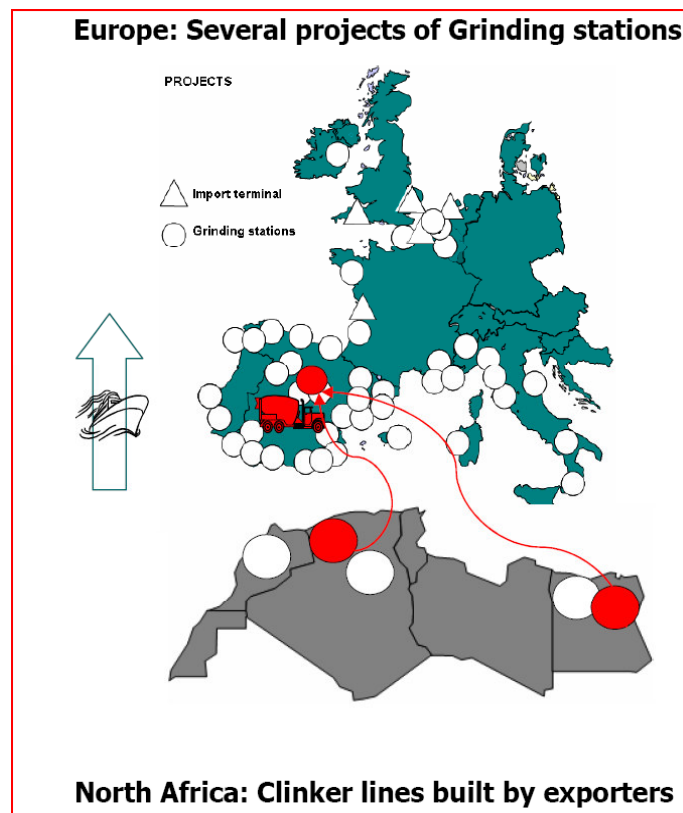 Europe: Several projects of Grinding stations
PROJECTS
Import terminal
Grinding stations
North Africa: Clinker lines built by exporters